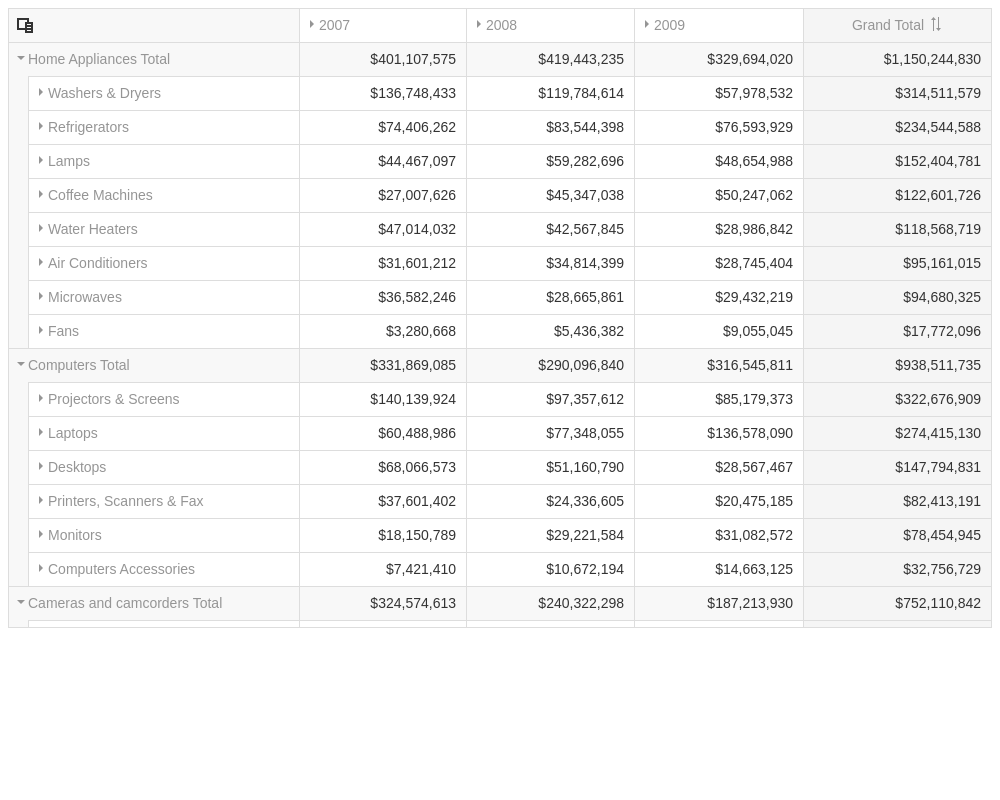 2007 2008 2009 Grand Total
Home Appliances Total $401,107,575 $419,443,235 $329,694,020 $1,150,244,830
Washers & Dryers $136,748,433 $119,784,614 $57,978,532 $314,511,579
Refrigerators $74,406,262 $83,544,398 $76,593,929 $234,544,588
Lamps $44,467,097 $59,282,696 $48,654,988 $152,404,781
Coffee Machines $27,007,626 $45,347,038 $50,247,062 $122,601,726
Water Heaters $47,014,032 $42,567,845 $28,986,842 $118,568,719
Air Conditioners $31,601,212 $34,814,399 $28,745,404 $95,161,015
Microwaves $36,582,246 $28,665,861 $29,432,219 $94,680,325
Fans $3,280,668 $5,436,382 $9,055,045 $17,772,096
Computers Total $331,869,085 $290,096,840 $316,545,811 $938,511,735
Projectors & Screens $140,139,924 $97,357,612 $85,179,373 $322,676,909
Laptops $60,488,986 $77,348,055 $136,578,090 $274,415,130
Desktops $68,066,573 $51,160,790 $28,567,467 $147,794,831
Printers, Scanners & Fax $37,601,402 $24,336,605 $20,475,185 $82,413,191
Monitors $18,150,789 $29,221,584 $31,082,572 $78,454,945
Computers Accessories $7,421,410 $10,672,194 $14,663,125 $32,756,729
Cameras and camcorders Total $324,574,613 $240,322,298 $187,213,930 $752,110,842